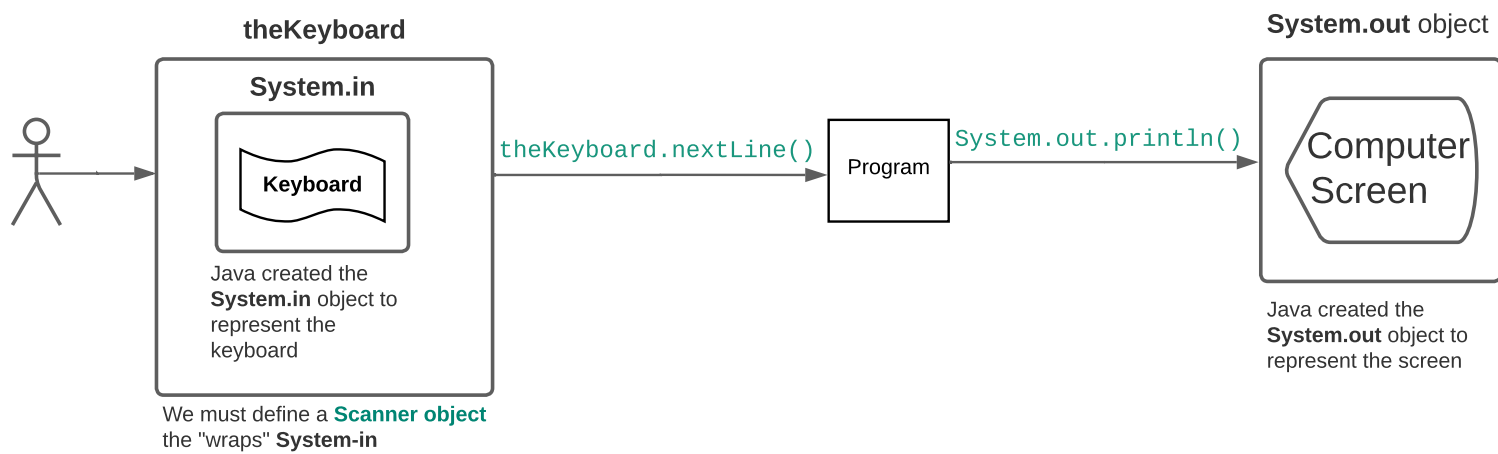 theKeyboard
System.in
Keyboard
Java created the
System.in object to
represent the
keyboard
We must define a Scanner object
the "wraps" System-in
theKeyboard.nextLine()
Program
System.out.println()
System.out object
Computer
Screen
Java created the
System.out object to
represent the screen